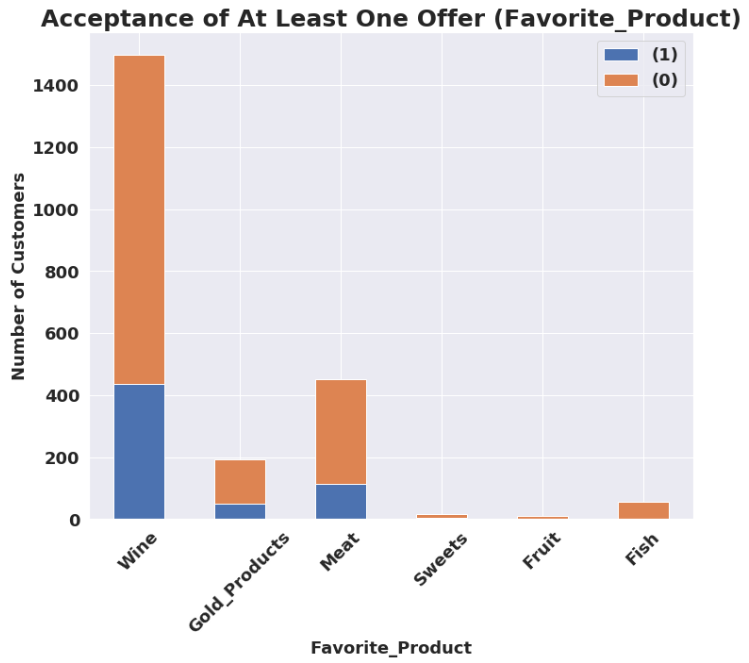 Acceptance of At Least One Offer (Favorite_Product)
(1)
(0)
Number of Customers
1400
1200
1000
800
600
400
200
0
Wine
Gold_Products
Meat
Sweets
Fruit
Fish
Favorite_Product